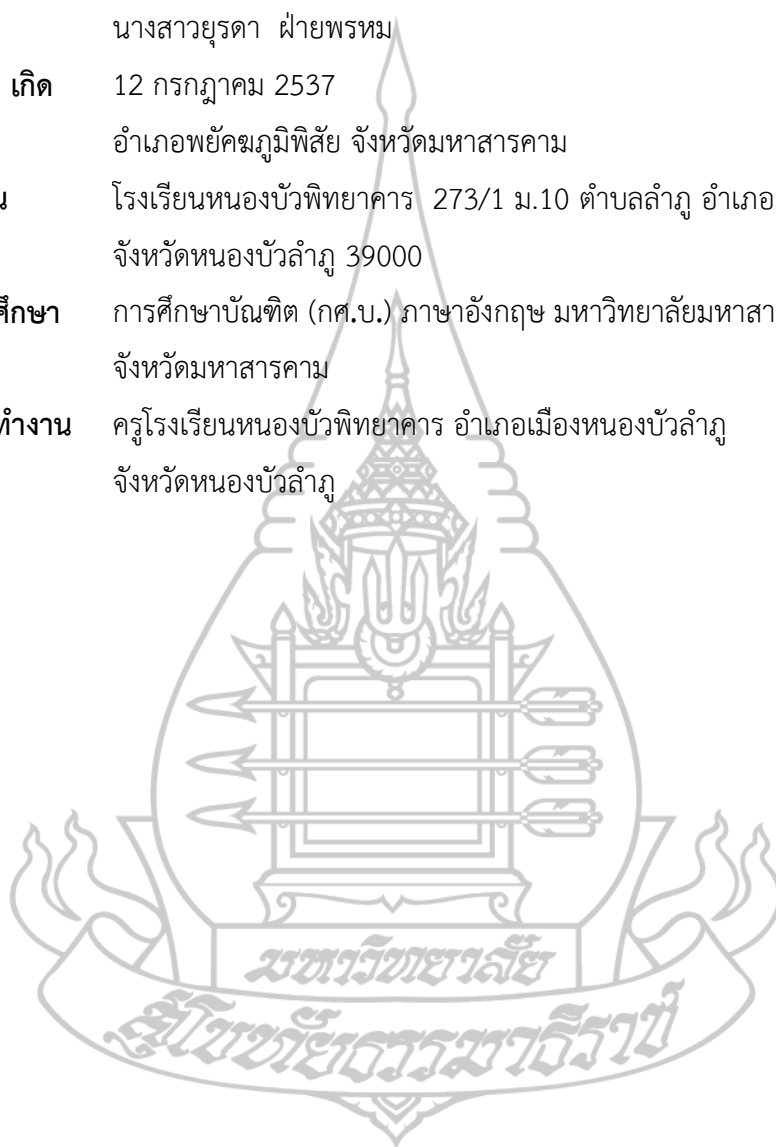 นางสาวยุรดา ฝ่ายพรหม
เกิด 12 กรกฎาคม 2537
อำเภอพยัคฆภูมิพิสัย จังหวัดมหาสารคาม
น โรงเรียนหนองบัวพิทยาคาร 273/1 ม.10 ตำบลลำภู อำเภอ
จังหวัดหนองบัวลำภู 39000
ศึกษา การศึกษาบัณฑิต (กศ.บ.) ภาษาอังกฤษ มหาวิทยาลัยมหาสา
จังหวัดมหาสารคาม
ทำงาน ครูโรงเรียนหนองบัวพิทยาคาร อำเภอเมืองหนองบัวลำภู
จังหวัดหนองบัวลำภู
มหาวิทยาลัย
สุโขทัยธรรมาธิราช